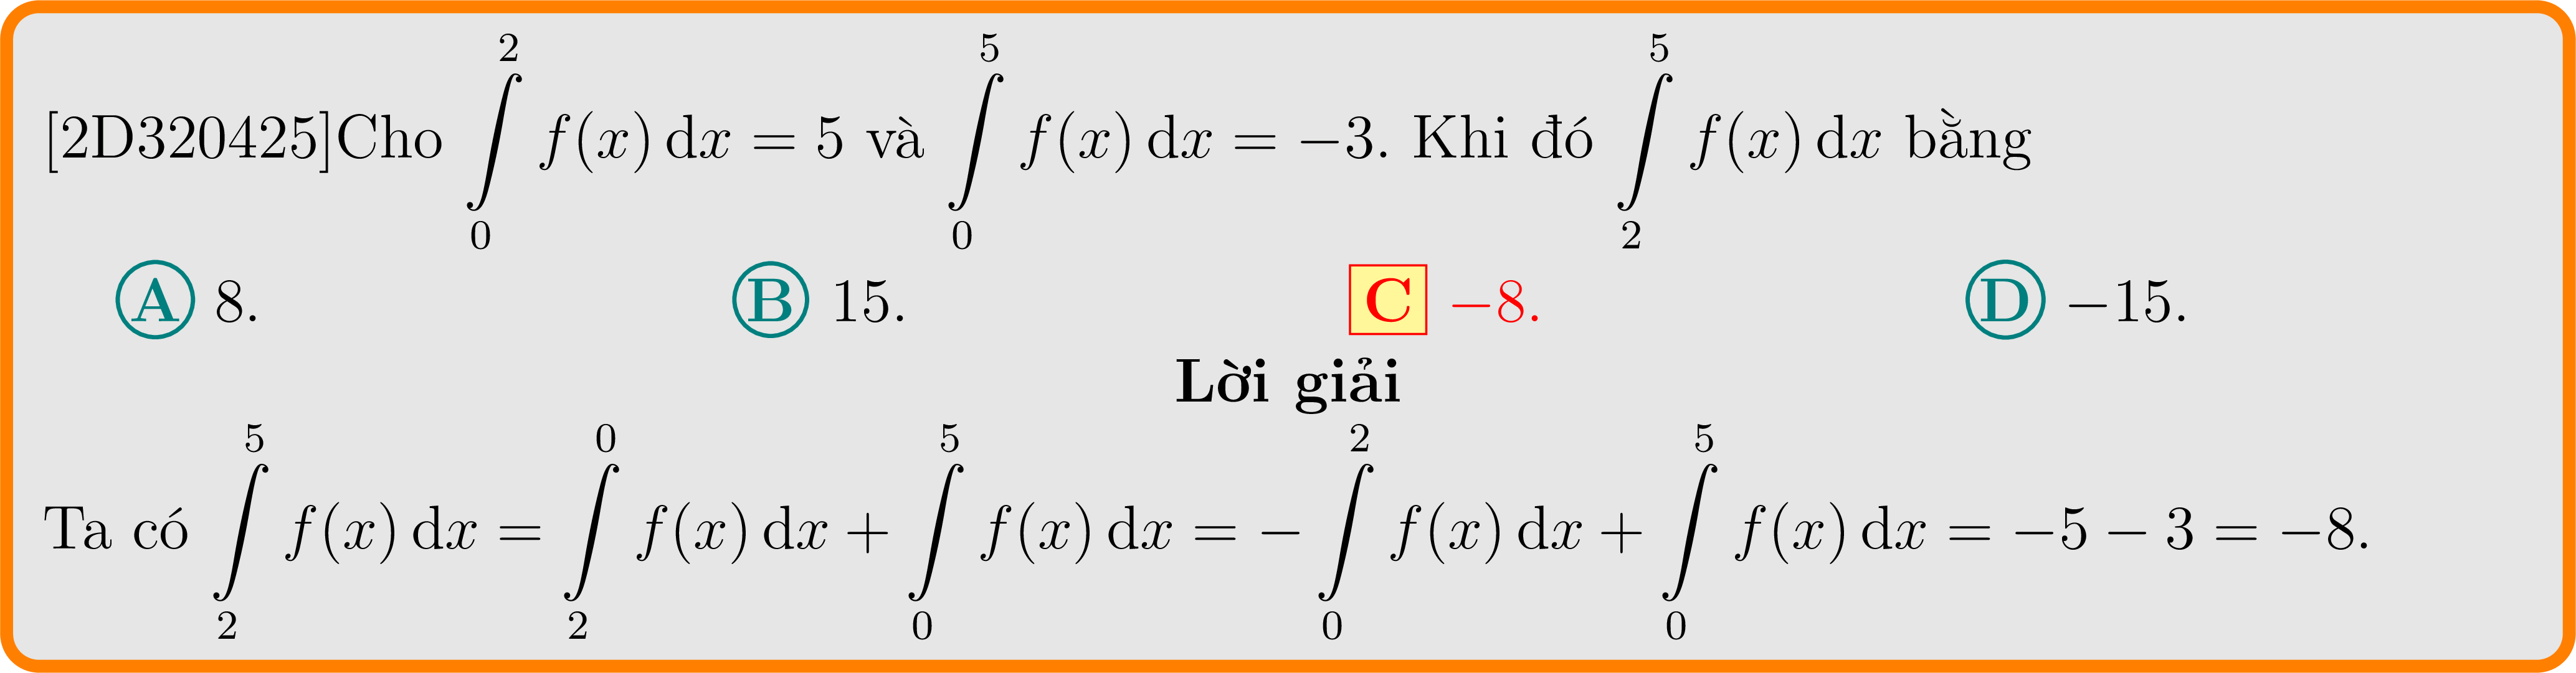 [2D320425]Cho $\int\limits_0^2 f(x)\,\mathrm{d}x = 5$ và $\int\limits_0^5 f(x)\,\mathrm{d}x = -3$. Khi đó $\int\limits_2^5 f(x)\,\mathrm{d}x$ bằng
A 8. B 15. C −8. D −15.
Lời giải
Ta có $\int\limits_2^5 f(x)\,\mathrm{d}x = \int\limits_2^0 f(x)\,\mathrm{d}x + \int\limits_0^5 f(x)\,\mathrm{d}x = -\int\limits_0^2 f(x)\,\mathrm{d}x + \int\limits_0^5 f(x)\,\mathrm{d}x = -5 - 3 = -8.$